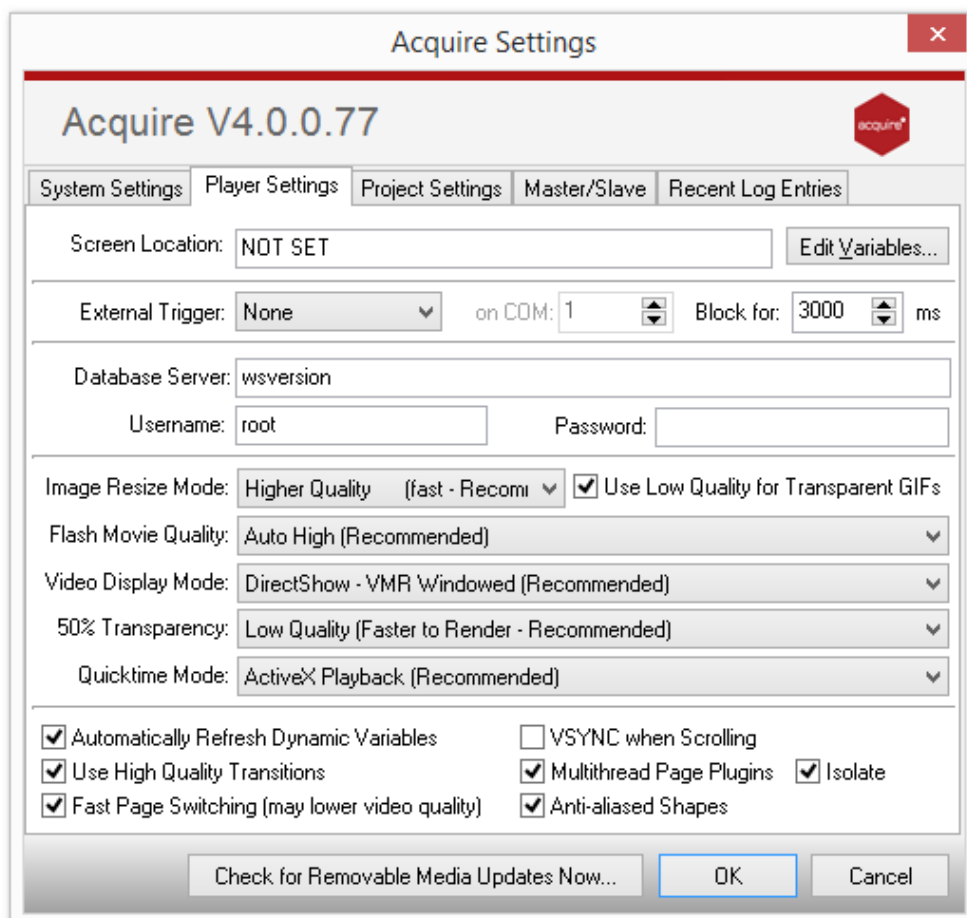 Acquire Settings
Acquire V4.0.0.77
acquire
System Settings Player Settings Project Settings Master/Slave Recent Log Entries
Screen Location: NOT SET Edit Variables...
External Trigger: None on COM: 1 Block for: 3000 ms
Database Server: wsversion
Username: root Password:
Image Resize Mode: Higher Quality (fast - Recom Use Low Quality for Transparent GIFs
Flash Movie Quality: Auto High (Recommended)
Video Display Mode: DirectShow - VMR Windowed (Recommended)
50% Transparency: Low Quality (Faster to Render - Recommended)
Quicktime Mode: ActiveX Playback (Recommended)
Automatically Refresh Dynamic Variables VSYNC when Scrolling
Use High Quality Transitions Multithread Page Plugins Isolate
Fast Page Switching (may lower video quality) Anti-aliased Shapes
Check for Removable Media Updates Now... OK Cancel